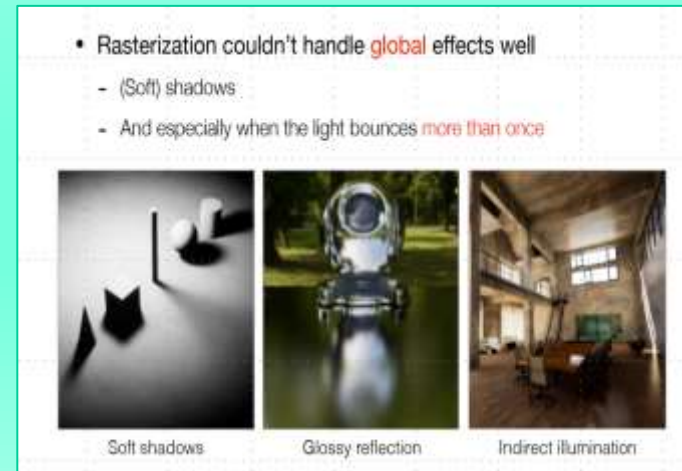 • Rasterization couldn't handle global effects well
- (Soft) shadows
- And especially when the light bounces more than once
Soft shadows
Glossy reflection
Indirect illumination